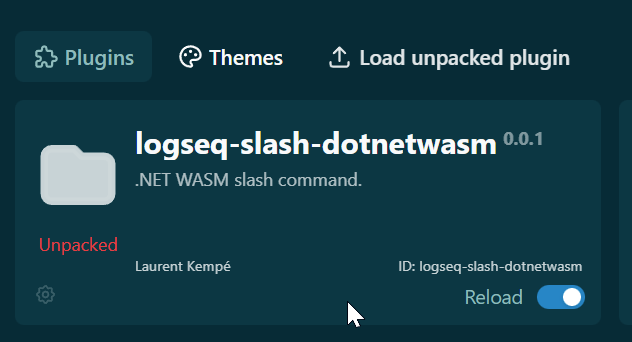 Plugins Themes Load unpacked plugin
logseq-slash-dotnetwasm 0.0.1
.NET WASM slash command.
Unpacked
Laurent Kempé ID: logseq-slash-dotnetwasm
Reload